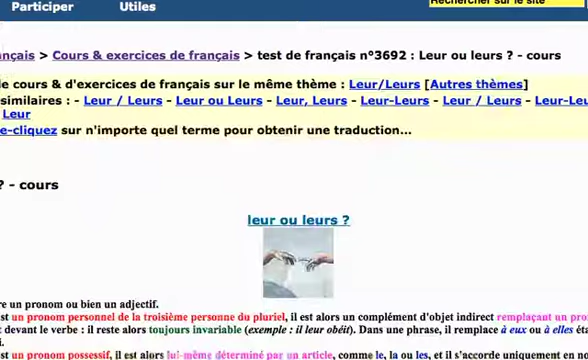 Participer Utiles Rechercher sur le site
ançais > Cours & exercices de français > test de français n°3692 : Leur ou leurs ? - cours
e cours & d'exercices de français sur le même thème : Leur/Leurs [Autres thèmes]
similaires : - Leur / Leurs - Leur ou Leurs - Leur, Leurs - Leur-Leurs - Leur / Leurs - Leur-Leu
Leur
e-cliquez sur n'importe quel terme pour obtenir une traduction...
? - cours
leur ou leurs ?
re un pronom ou bien un adjectif.
st un pronom personnel de la troisième personne du pluriel, il est alors un complément d'objet indirect remplaçant un pro
t devant le verbe : il reste alors toujours invariable (exemple : il leur obéit). Dans une phrase, il remplace à eux ou à elles éta
i.
st un pronom possessif, il est alors lui-même déterminé par un article, comme le, la ou les, et il s'accorde uniquement en no